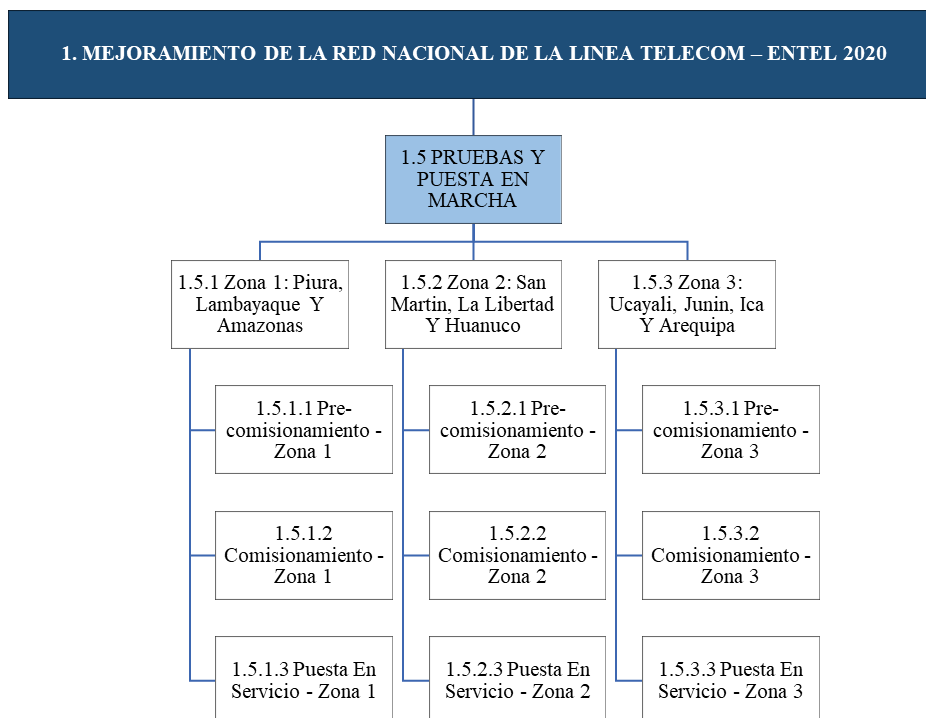 1. MEJORAMIENTO DE LA RED NACIONAL DE LA LINEA TELECOM – ENTEL 2020
1.5 PRUEBAS Y
PUESTA EN
MARCHA
1.5.1 Zona 1: Piura,
Lambayaque Y
Amazonas
1.5.2 Zona 2: San
Martin, La Libertad
Y Huanuco
1.5.3 Zona 3:
Ucayali, Junin, Ica
Y Arequipa
1.5.1.1 Pre-
comisionamiento -
Zona 1
1.5.2.1 Pre-
comisionamiento -
Zona 2
1.5.3.1 Pre-
comisionamiento -
Zona 3
1.5.1.2
Comisionamiento -
Zona 1
1.5.2.2
Comisionamiento -
Zona 2
1.5.3.2
Comisionamiento -
Zona 3
1.5.1.3 Puesta En
Servicio - Zona 1
1.5.2.3 Puesta En
Servicio - Zona 2
1.5.3.3 Puesta En
Servicio - Zona 3